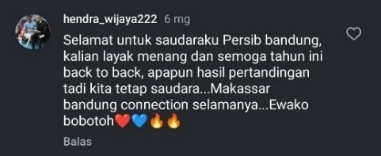 hendra_wijaya222 6 mg
Selamat untuk saudaraku Persib bandung,
kalian layak menang dan semoga tahun ini
back to back, apapun hasil pertandingan
tadi kita tetap saudara...Makassar
bandung connection selamanya...Ewako
bobotoh❤️💙🔥🔥
Balas